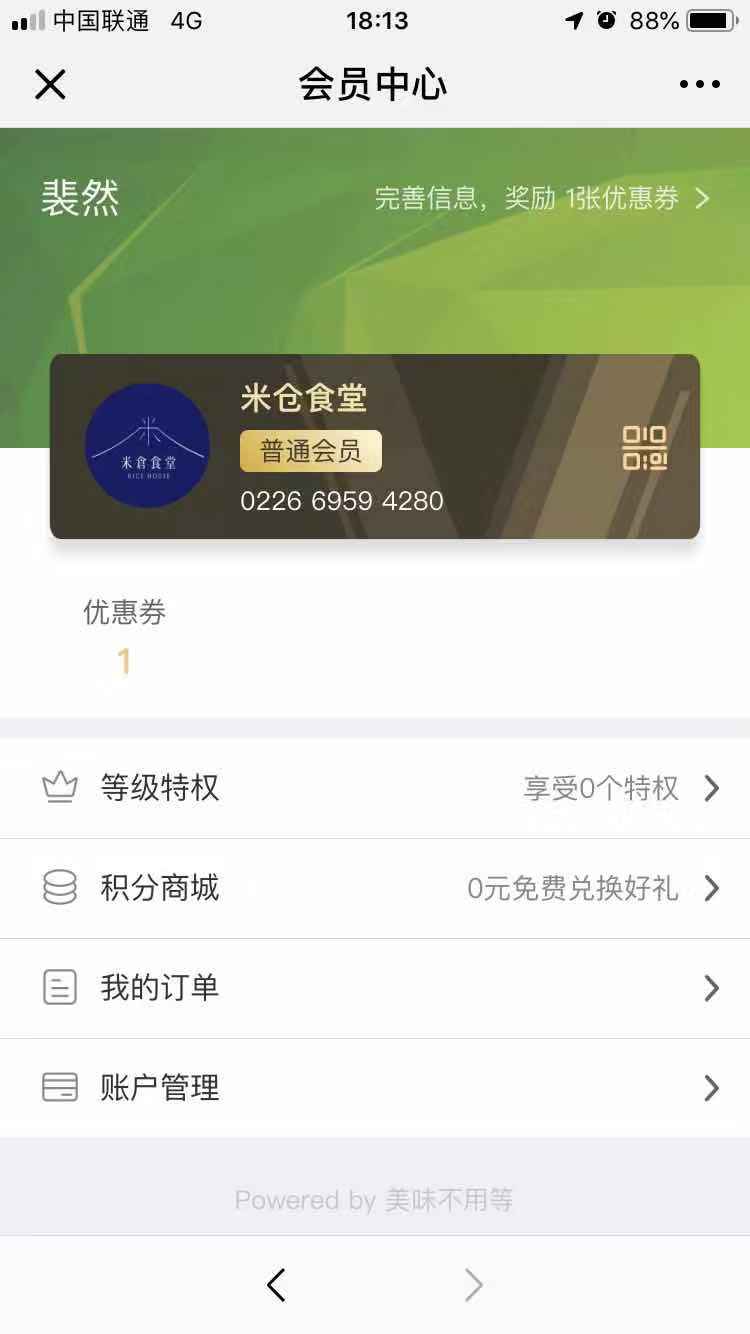 中国联通 4G 18:13 88%
会员中心
裴然 完善信息，奖励 1张优惠券
米仓食堂
普通会员
0226 6959 4280
米
米倉食堂
RICE HOUSE
优惠券
1
等级特权 享受0个特权
积分商城 0元免费兑换好礼
我的订单
账户管理
Powered by 美味不用等